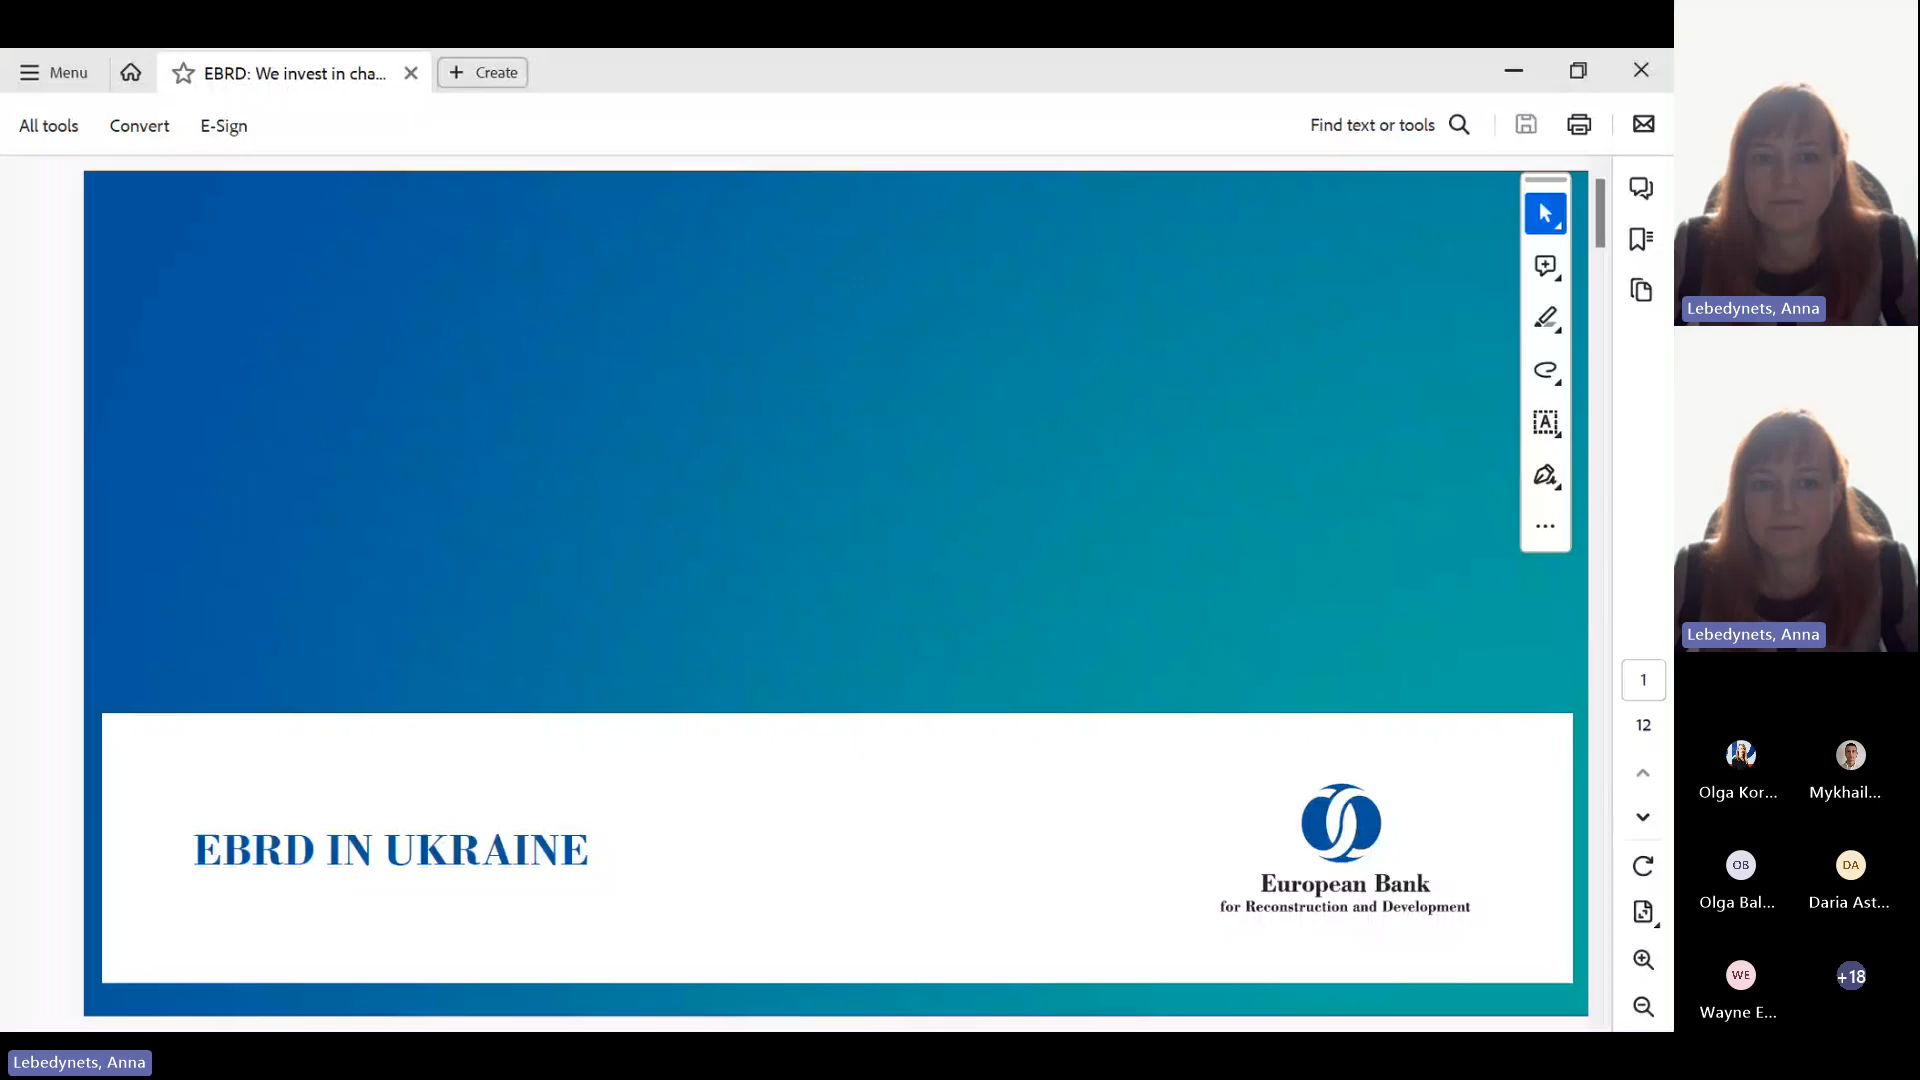 Menu
EBRD: We invest in cha...
Create
All tools
Convert
E-Sign
Find text or tools
EBRD IN UKRAINE
European Bank
for Reconstruction and Development
1
12
Lebedynets, Anna
Lebedynets, Anna
Olga Kor...
Mykhail...
OB
DA
Olga Bal...
Daria Ast...
WE
+18
Wayne E...
Lebedynets, Anna